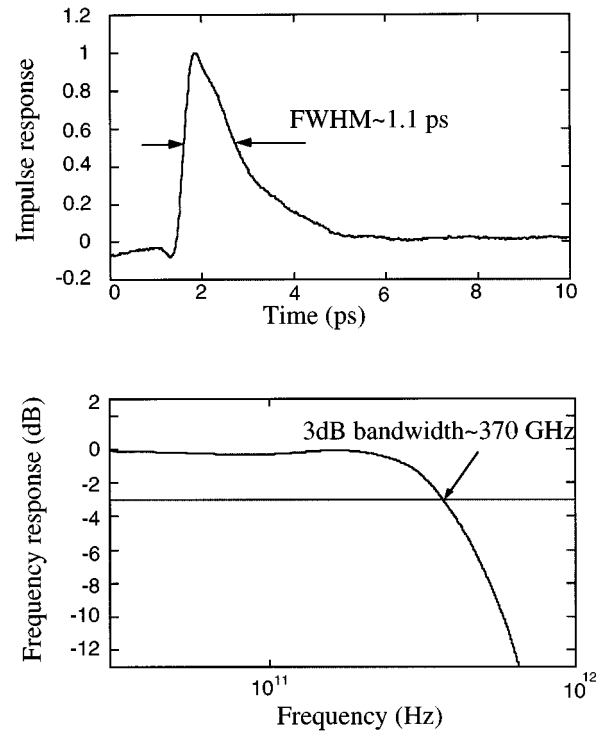 1.2
1
0.8
0.6
0.4
0.2
0
-0.2
Impulse response
FWHM~1.1 ps
0 2 4 6 8 10
Time (ps)
2
0
-2
-4
-6
-8
-10
-12
Frequency response (dB)
3dB bandwidth~370 GHz
10¹¹ 10¹²
Frequency (Hz)